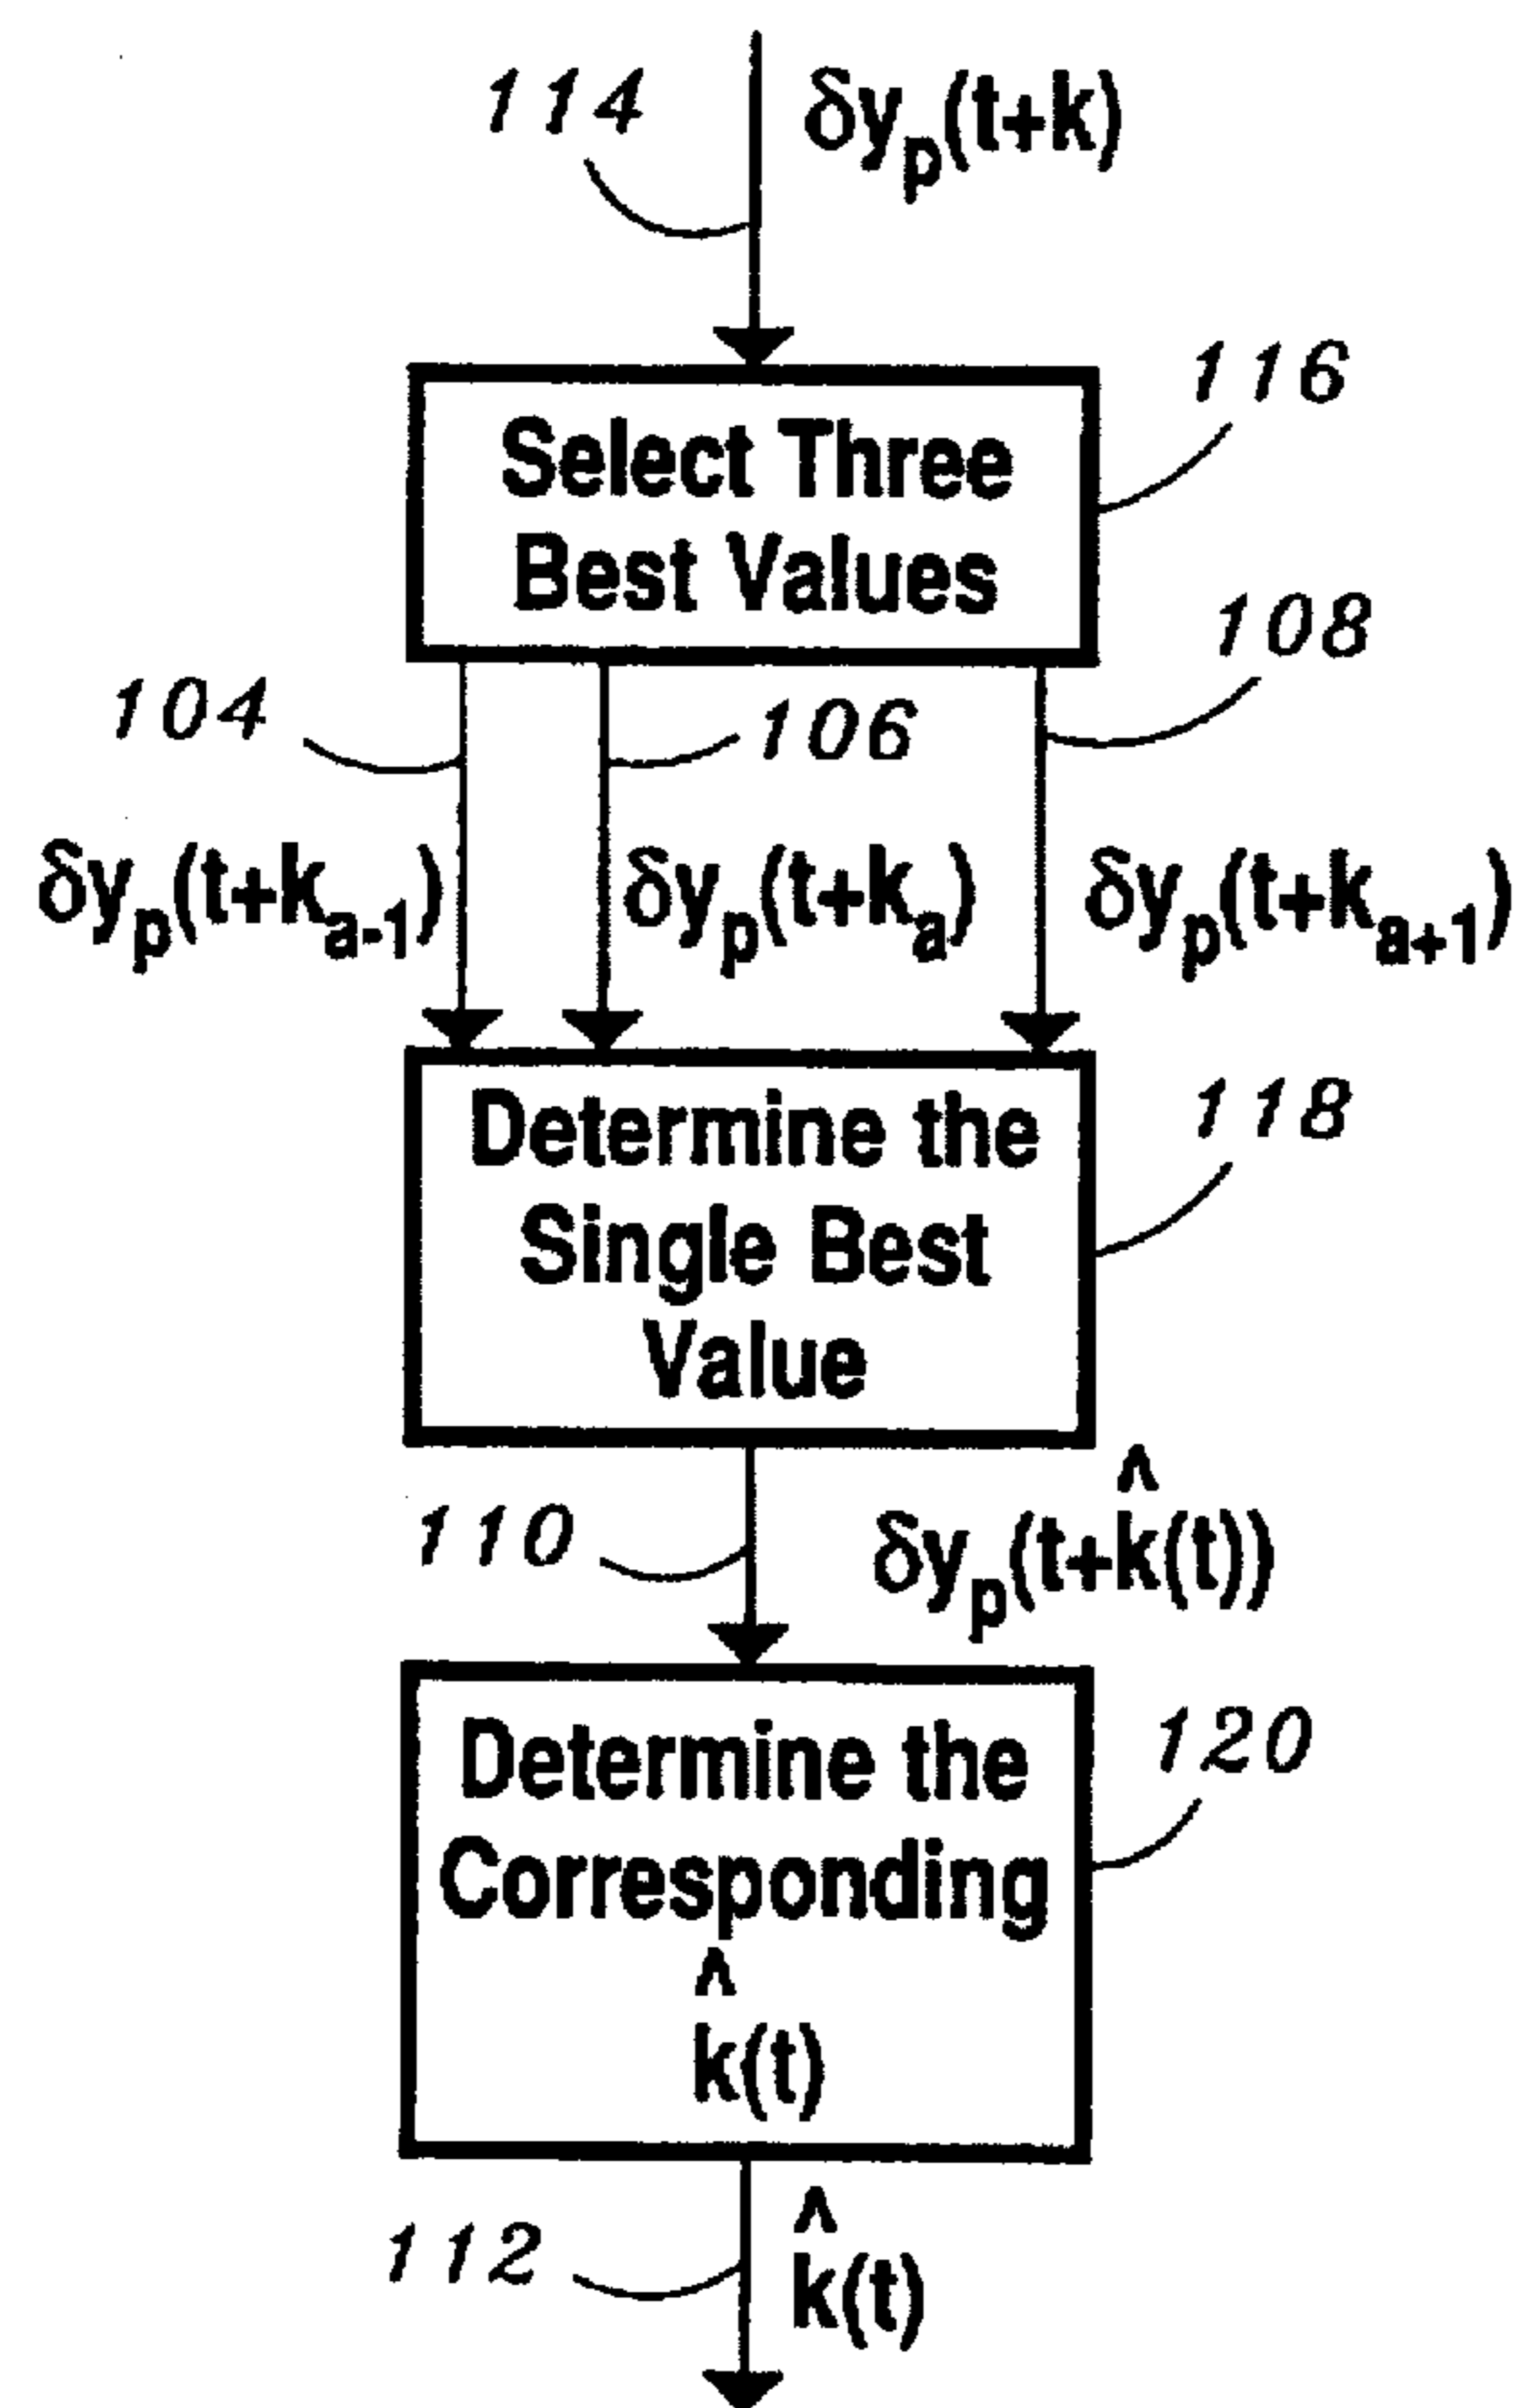 114
δyp(t+k)
116
Select Three
Best Values
108
104
106
δyp(t+ka-1)
δyp(t+ka)
δyp(t+ka+1)
118
Determine the
Single Best
Value
110
δyp(t+k̂(t))
120
Determine the
Corresponding
k̂(t)
112
k̂(t)